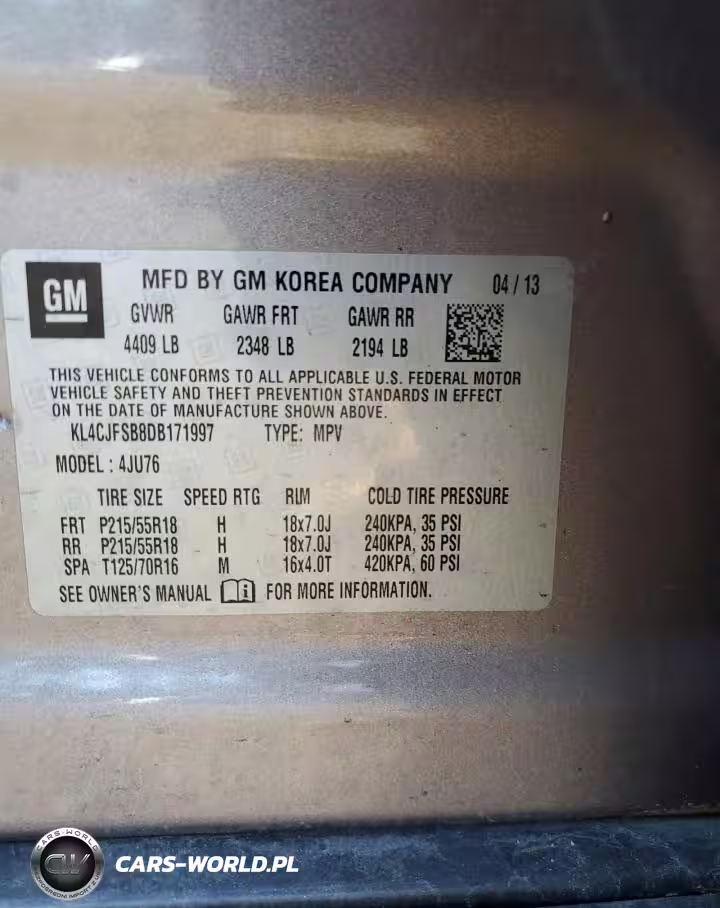 GM
MFD BY GM KOREA COMPANY 04 / 13
GVWR GAWR FRT GAWR RR
4409 LB 2348 LB 2194 LB
THIS VEHICLE CONFORMS TO ALL APPLICABLE U.S. FEDERAL MOTOR
VEHICLE SAFETY AND THEFT PREVENTION STANDARDS IN EFFECT
ON THE DATE OF MANUFACTURE SHOWN ABOVE.
KL4CJFSB8DB171997 TYPE: MPV
MODEL : 4JU76
TIRE SIZE SPEED RTG RIM COLD TIRE PRESSURE
FRT P215/55R18 H 18x7.0J 240KPA, 35 PSI
RR P215/55R18 H 18x7.0J 240KPA, 35 PSI
SPA T125/70R16 M 16x4.0T 420KPA, 60 PSI
SEE OWNER'S MANUAL i FOR MORE INFORMATION.
CARS-WORLD
CW
CARS-WORLD.PL